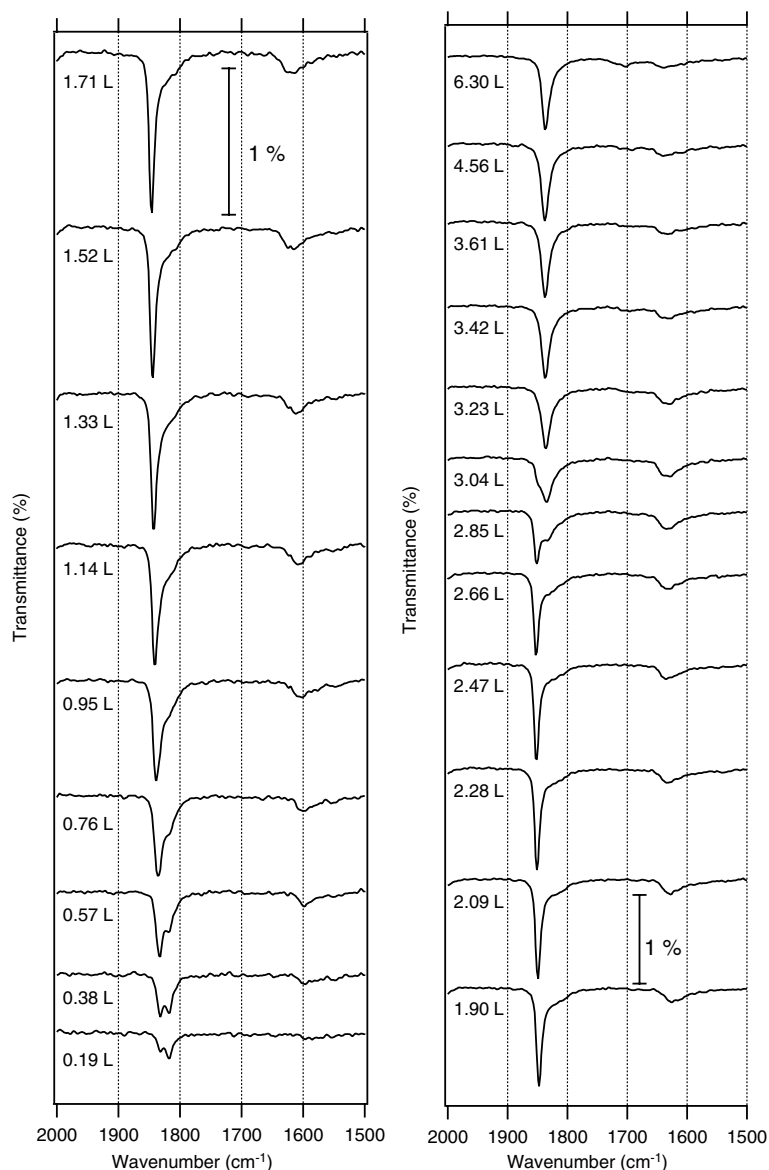 Transmittance (%)
1.71 L
1 %
1.52 L
1.33 L
1.14 L
0.95 L
0.76 L
0.57 L
0.38 L
0.19 L
2000 1900 1800 1700 1600 1500
Wavenumber (cm-1)
Transmittance (%)
6.30 L
4.56 L
3.61 L
3.42 L
3.23 L
3.04 L
2.85 L
2.66 L
2.47 L
2.28 L
2.09 L
1 %
1.90 L
2000 1900 1800 1700 1600 1500
Wavenumber (cm-1)